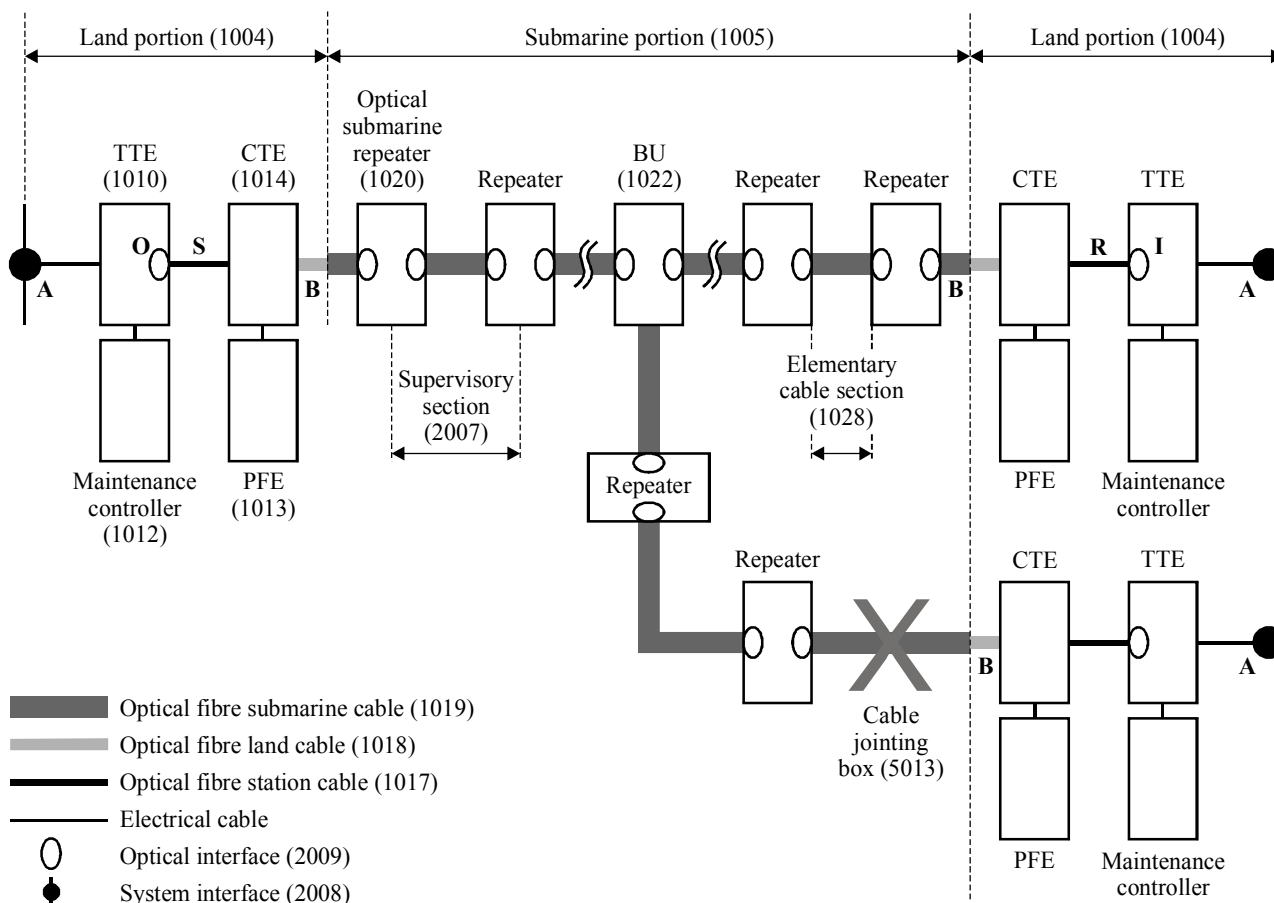 Land portion (1004)
Submarine portion (1005)
Land portion (1004)
Optical
submarine
repeater
(1020)
TTE
(1010)
CTE
(1014)
Repeater
BU
(1022)
Repeater
Repeater
CTE
TTE
O
S
R
I
A
B
B
A
Supervisory
section
(2007)
Elementary
cable section
(1028)
Maintenance
controller
(1012)
PFE
(1013)
Repeater
PFE
Maintenance
controller
Repeater
CTE
TTE
B
A
Cable
jointing
box (5013)
PFE
Maintenance
controller
Optical fibre submarine cable (1019)
Optical fibre land cable (1018)
Optical fibre station cable (1017)
Electrical cable
Optical interface (2009)
System interface (2008)